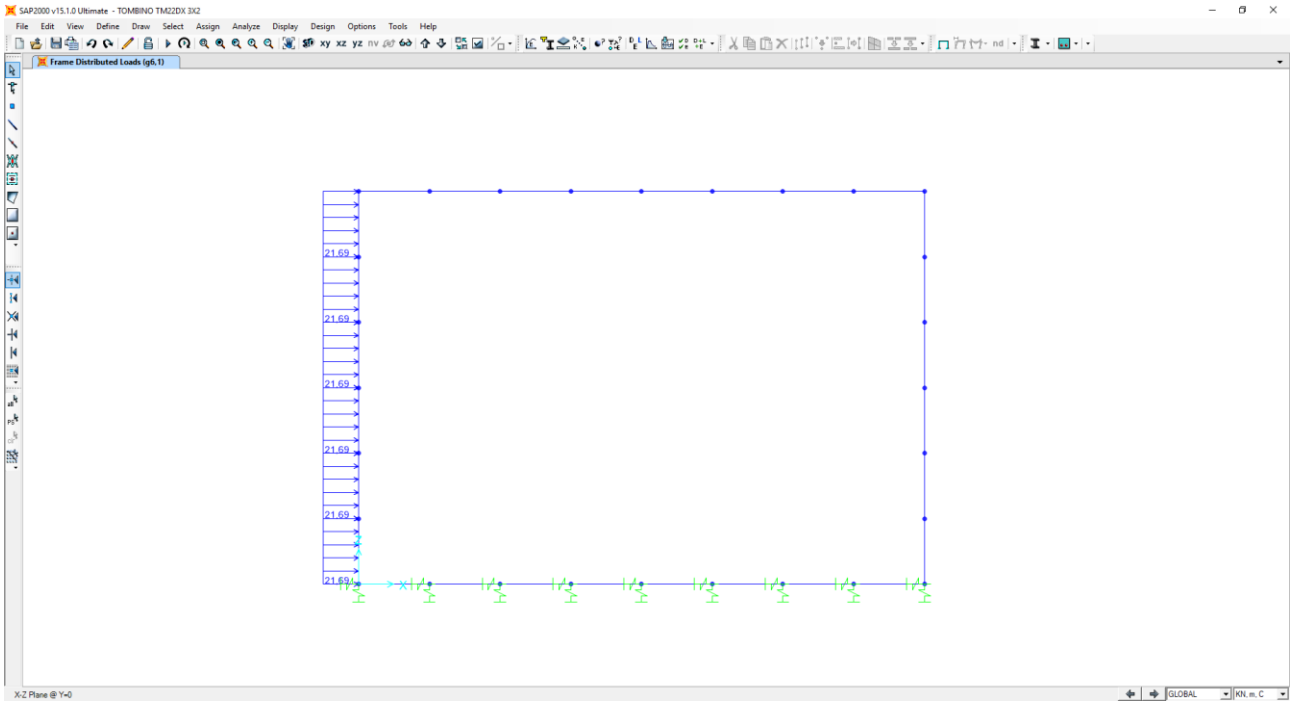 SAP2000 v15.1.0 Ultimate - TOMBINO TM22DX 3X2
File Edit View Define Draw Select Assign Analyze Display Design Options Tools Help
xy xz yz nv
nd
Frame Distributed Loads (g6,1)
21.69
21.69
21.69
21.69
21.69
21.69
X
X-Z Plane @ Y=0
GLOBAL
KN, m, C